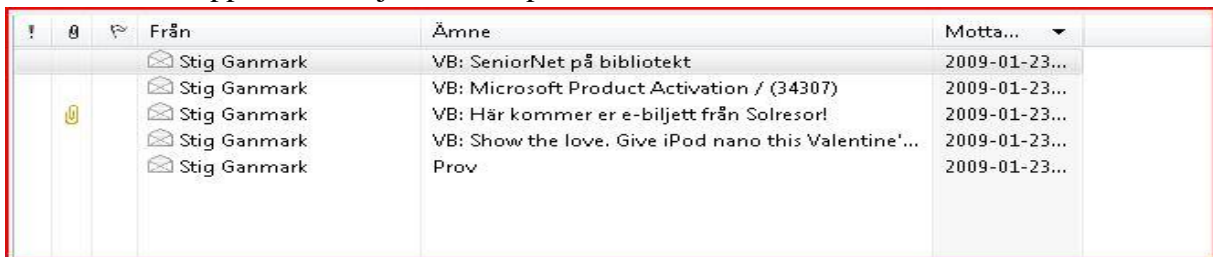 ! Från Ämne Motta...
Stig Ganmark VB: SeniorNet på bibliotekt 2009-01-23...
Stig Ganmark VB: Microsoft Product Activation / (34307) 2009-01-23...
Stig Ganmark VB: Här kommer er e-biljett från Solresor! 2009-01-23...
Stig Ganmark VB: Show the love. Give iPod nano this Valentine'... 2009-01-23...
Stig Ganmark Prov 2009-01-23...